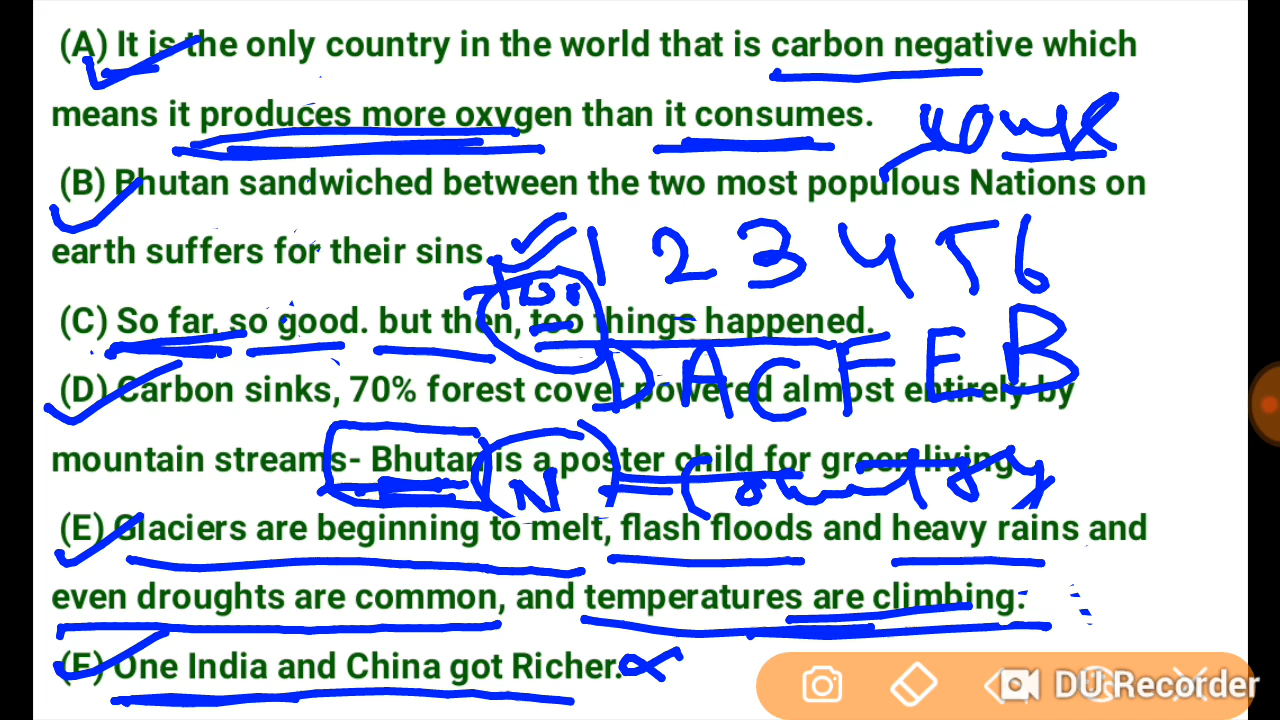 (A) It is the only country in the world that is carbon negative which
means it produces more oxygen than it consumes.
(B) Bhutan sandwiched between the two most populous Nations on
earth suffers for their sins.
1 2 3 4 5 6
(C) So far, so good. but then, too things happened.
D A C F E B
(D) Carbon sinks, 70% forest cover powered almost entirely by
mountain streams- Bhutan is a poster child for green living
N - Country
(E) Glaciers are beginning to melt, flash floods and heavy rains and
even droughts are common, and temperatures are climbing.
(F) One India and China got Richer.
DU Recorder